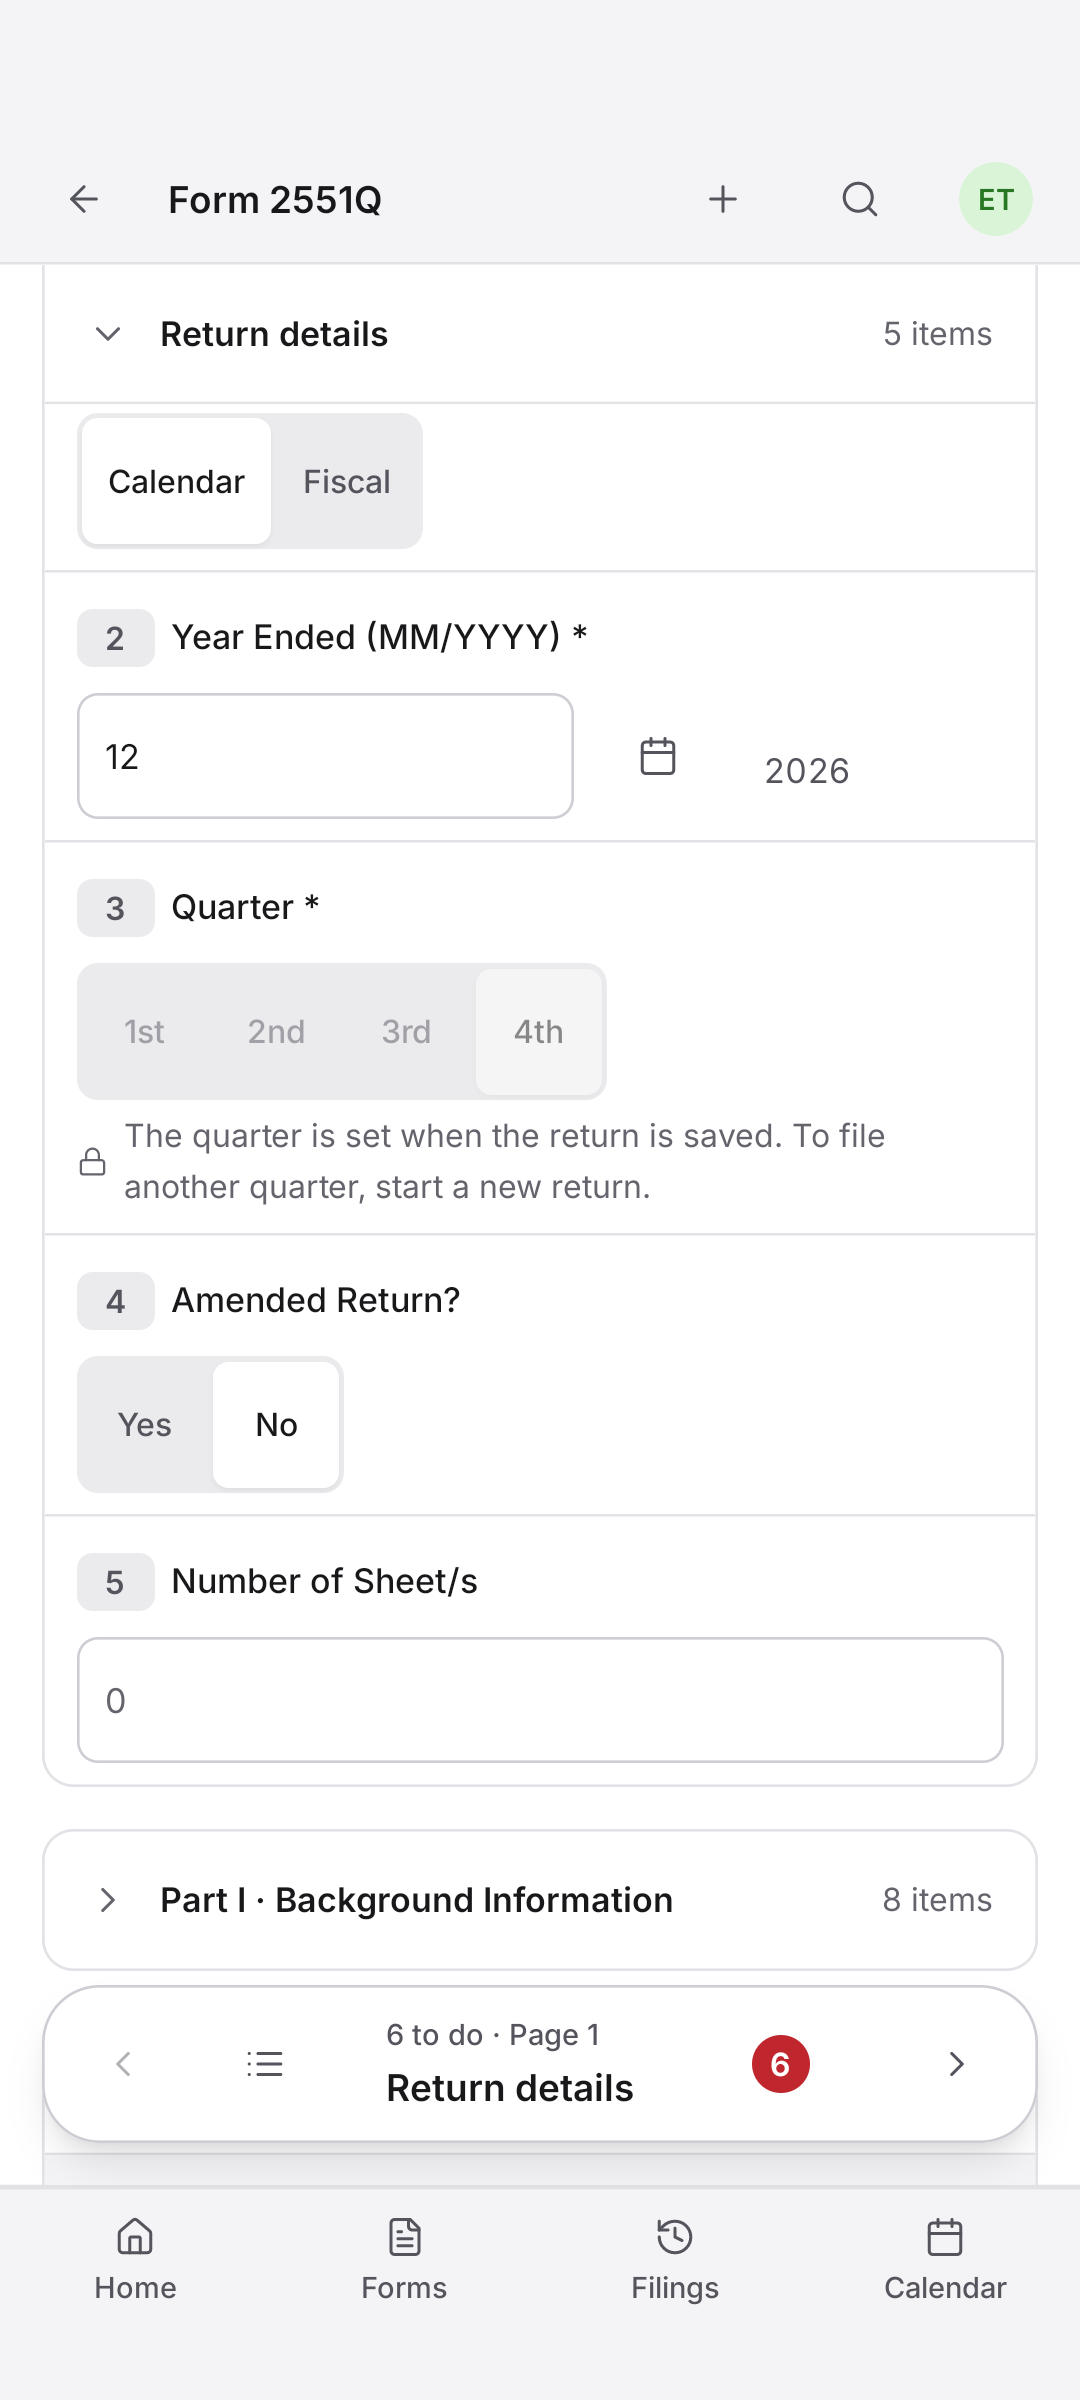 Form 2551Q
ET
Return details
5 items
Calendar
Fiscal
2 Year Ended (MM/YYYY) *
12
2026
3 Quarter *
1st
2nd
3rd
4th
The quarter is set when the return is saved. To file
another quarter, start a new return.
4 Amended Return?
Yes
No
5 Number of Sheet/s
0
Part I · Background Information
8 items
6 to do · Page 1
Return details
6
Home
Forms
Filings
Calendar